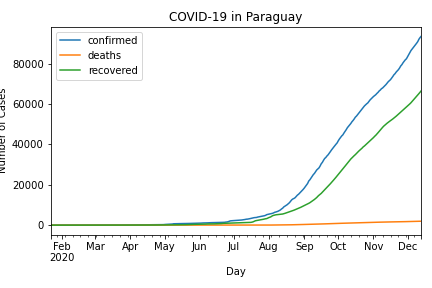 COVID-19 in Paraguay
confirmed
deaths
recovered
80000
60000
40000
20000
0
Number of Cases
Feb Mar Apr May Jun Jul Aug Sep Oct Nov Dec
2020
Day